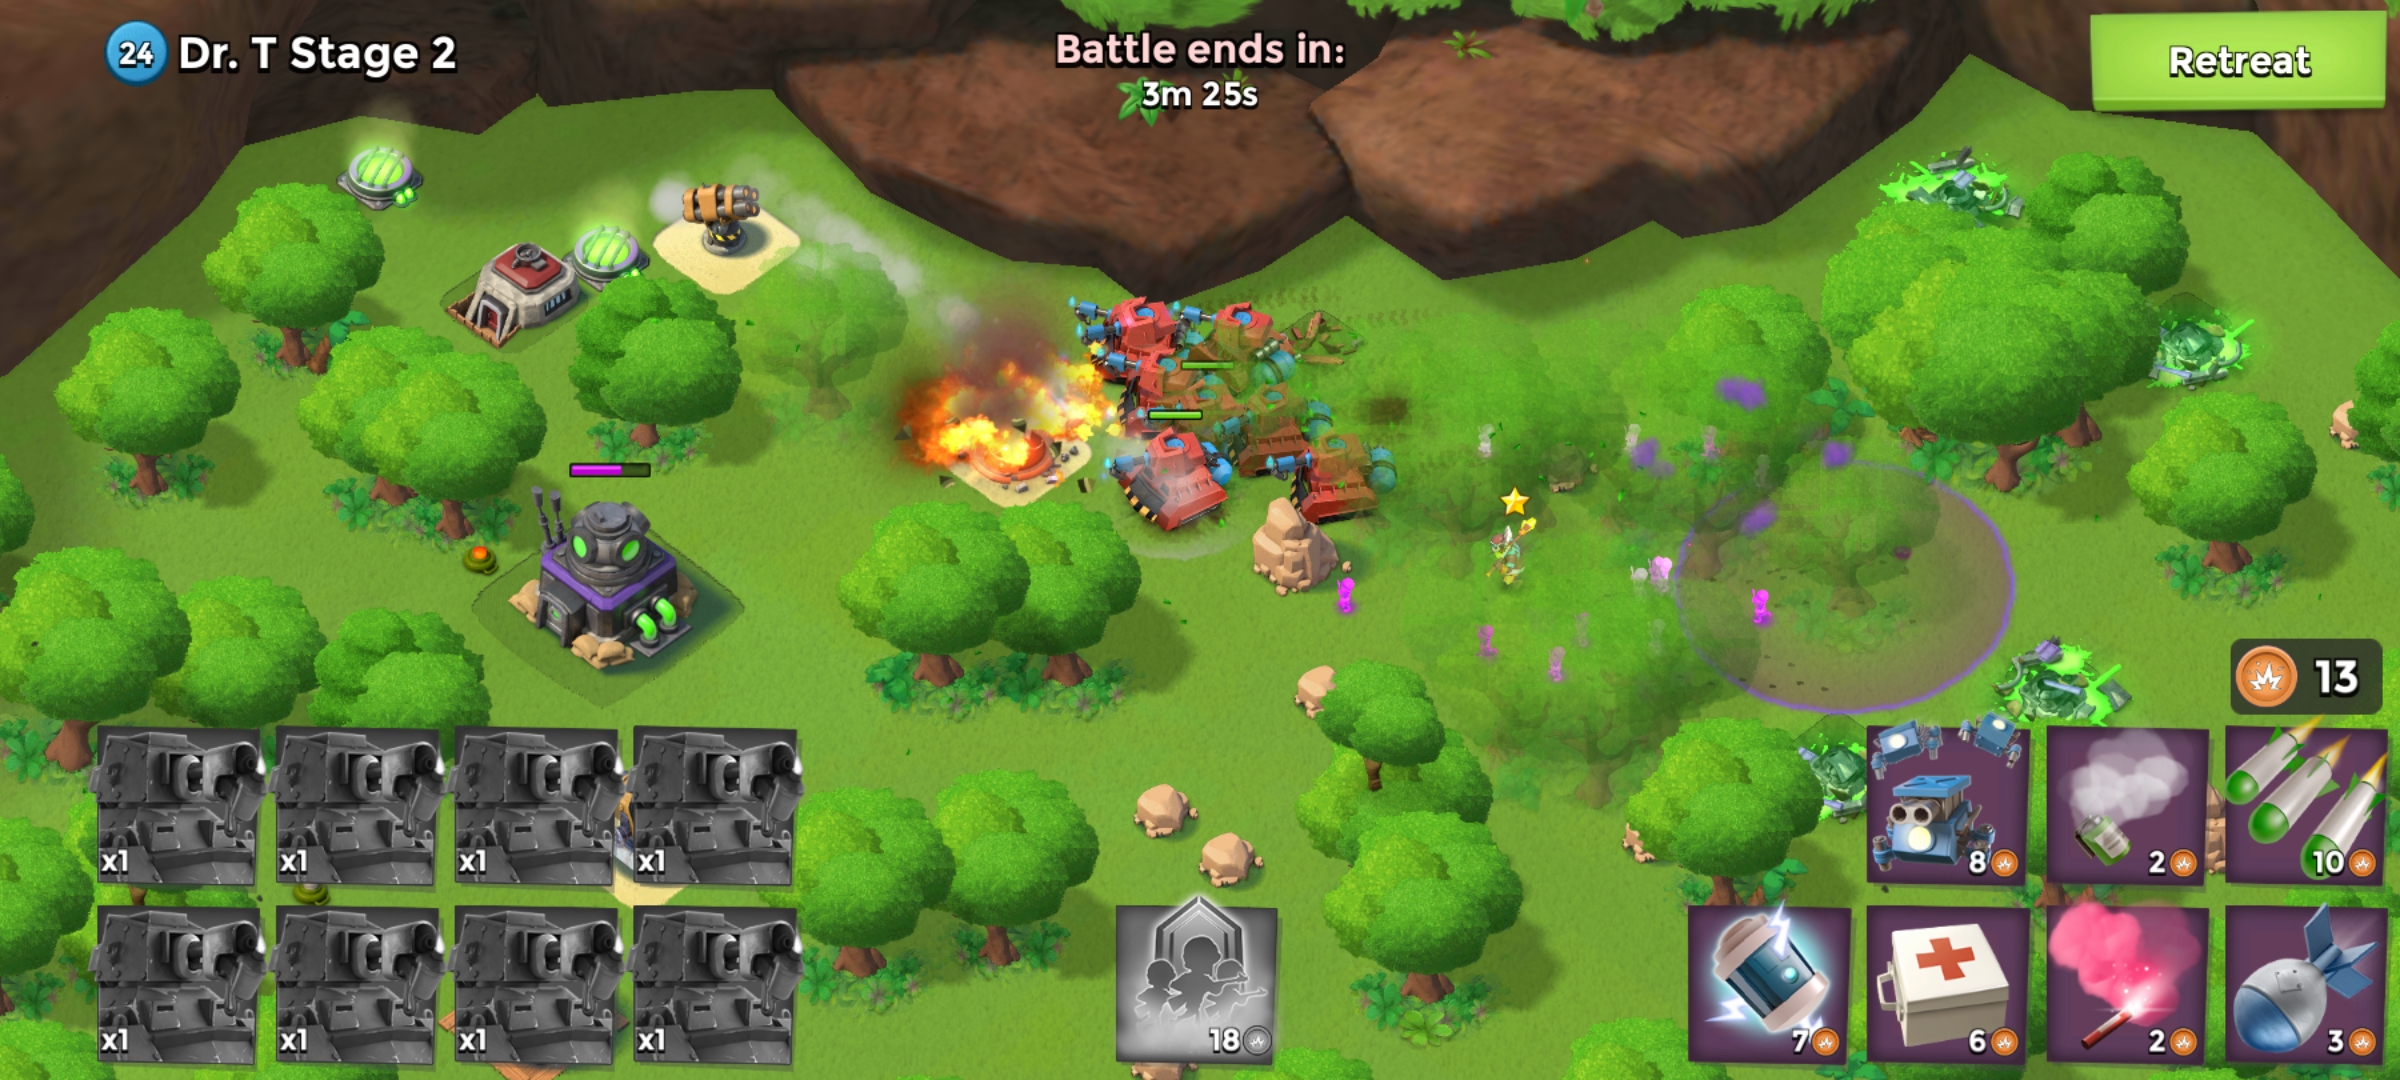 24 Dr. T Stage 2
Battle ends in:
3m 25s
Retreat
13
x1 x1 x1 x1
8 2 10
x1 x1 x1 x1
18
7 6 2 3